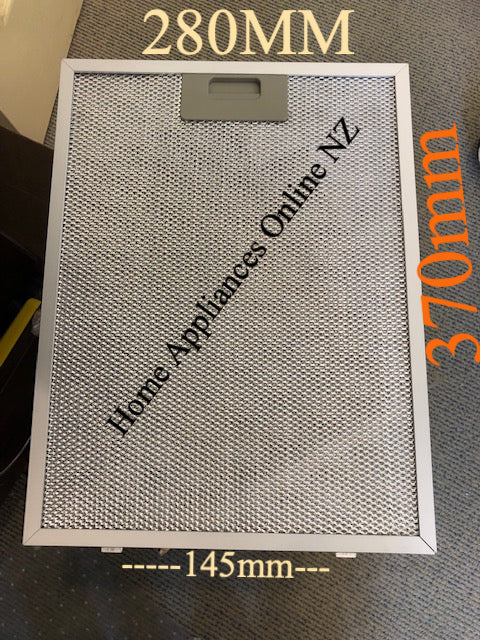 280MM
370mm
Home Appliances Online NZ
-----145mm---